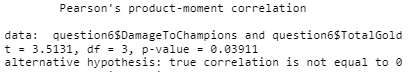 Pearson's product-moment correlation
data:  question6$DamageToChampions and question6$TotalGold
t = 3.5131, df = 3, p-value = 0.03911
alternative hypothesis: true correlation is not equal to 0